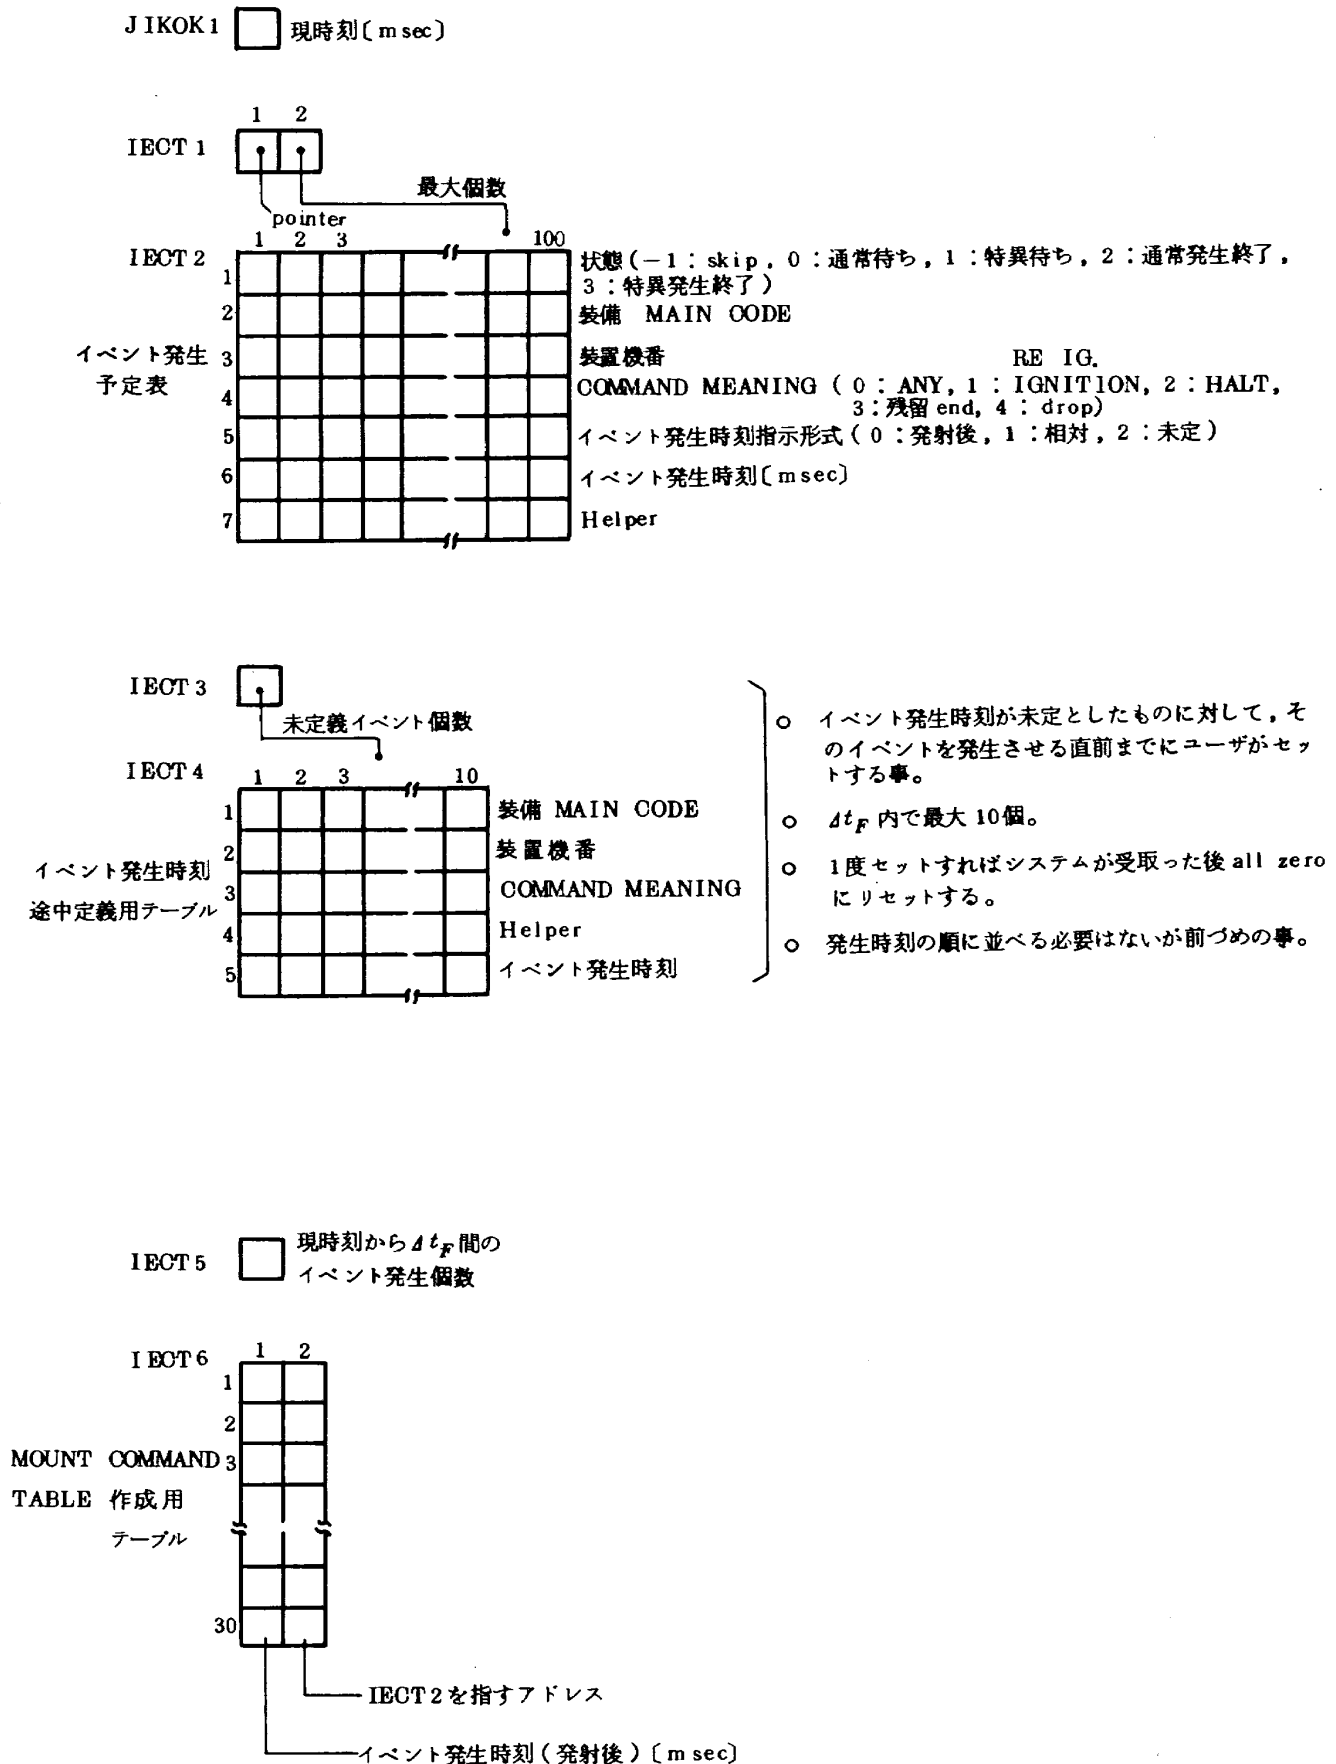 JIKOK1 現時刻〔msec〕
1 2
IECT 1
最大個数
pointer
1 2 3 100
IECT 2
1 状態（－1：skip，0：通常待ち，1：特異待ち，2：通常発生終了，
3：特異発生終了）
2 装備 MAIN CODE
イベント発生
予定表
3 装置機番
RE IG.
4 COMMAND MEANING（0：ANY，1：IGNITION，2：HALT，
3：残留end，4：drop）
5 イベント発生時刻指示形式（0：発射後，1：相対，2：未定）
6 イベント発生時刻〔msec〕
7 Helper
IECT 3
未定義イベント個数
IECT 4
1 2 3 10
1 装備 MAIN CODE
2 装置機番
イベント発生時刻
途中定義用テーブル
3 COMMAND MEANING
4 Helper
5 イベント発生時刻
○ イベント発生時刻が未定としたものに対して，そ
のイベントを発生させる直前までにユーザがセッ
トする事。
○ Δt_F 内で最大 10個。
○ 1度セットすればシステムが受取った後 all zero
にリセットする。
○ 発生時刻の順に並べる必要はないが前づめの事。
IECT 5
現時刻からΔt_F間の
イベント発生個数
IECT6
1 2
1
2
MOUNT COMMAND 3
TABLE 作成用
テーブル
30
IECT2を指すアドレス
イベント発生時刻（発射後）〔msec〕